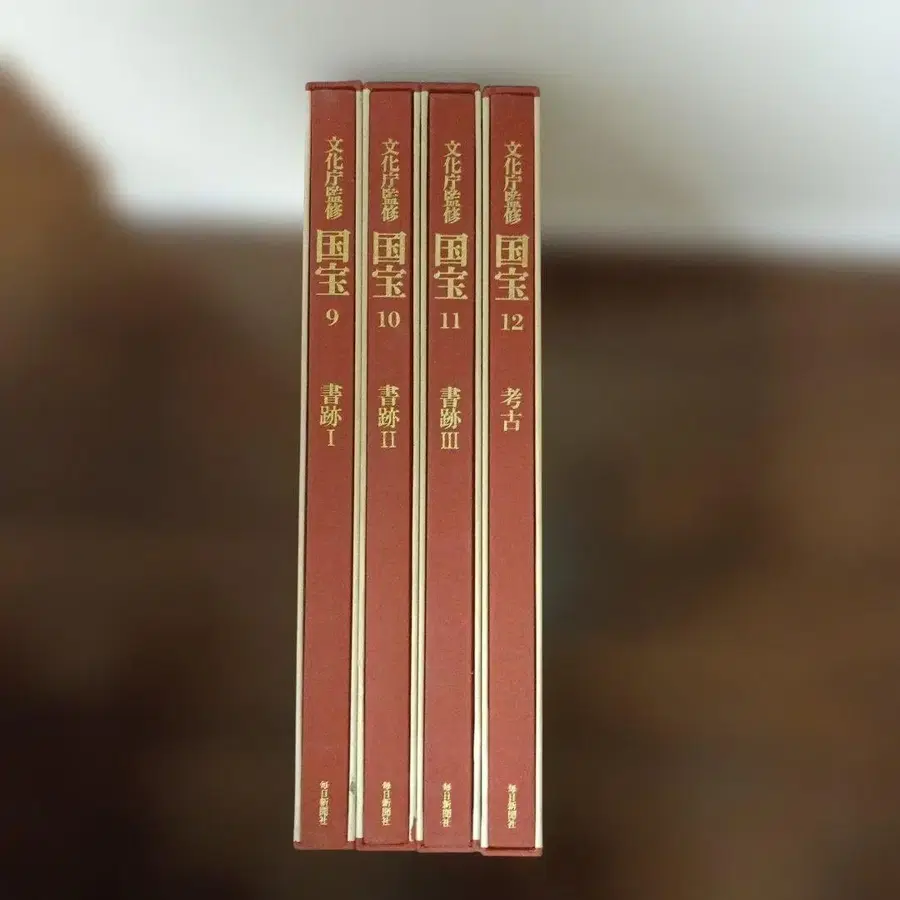 文化庁監修
国宝
9
書跡 I
毎日新聞社
文化庁監修
国宝
10
書跡 II
毎日新聞社
文化庁監修
国宝
11
書跡 III
毎日新聞社
文化庁監修
国宝
12
考古
毎日新聞社